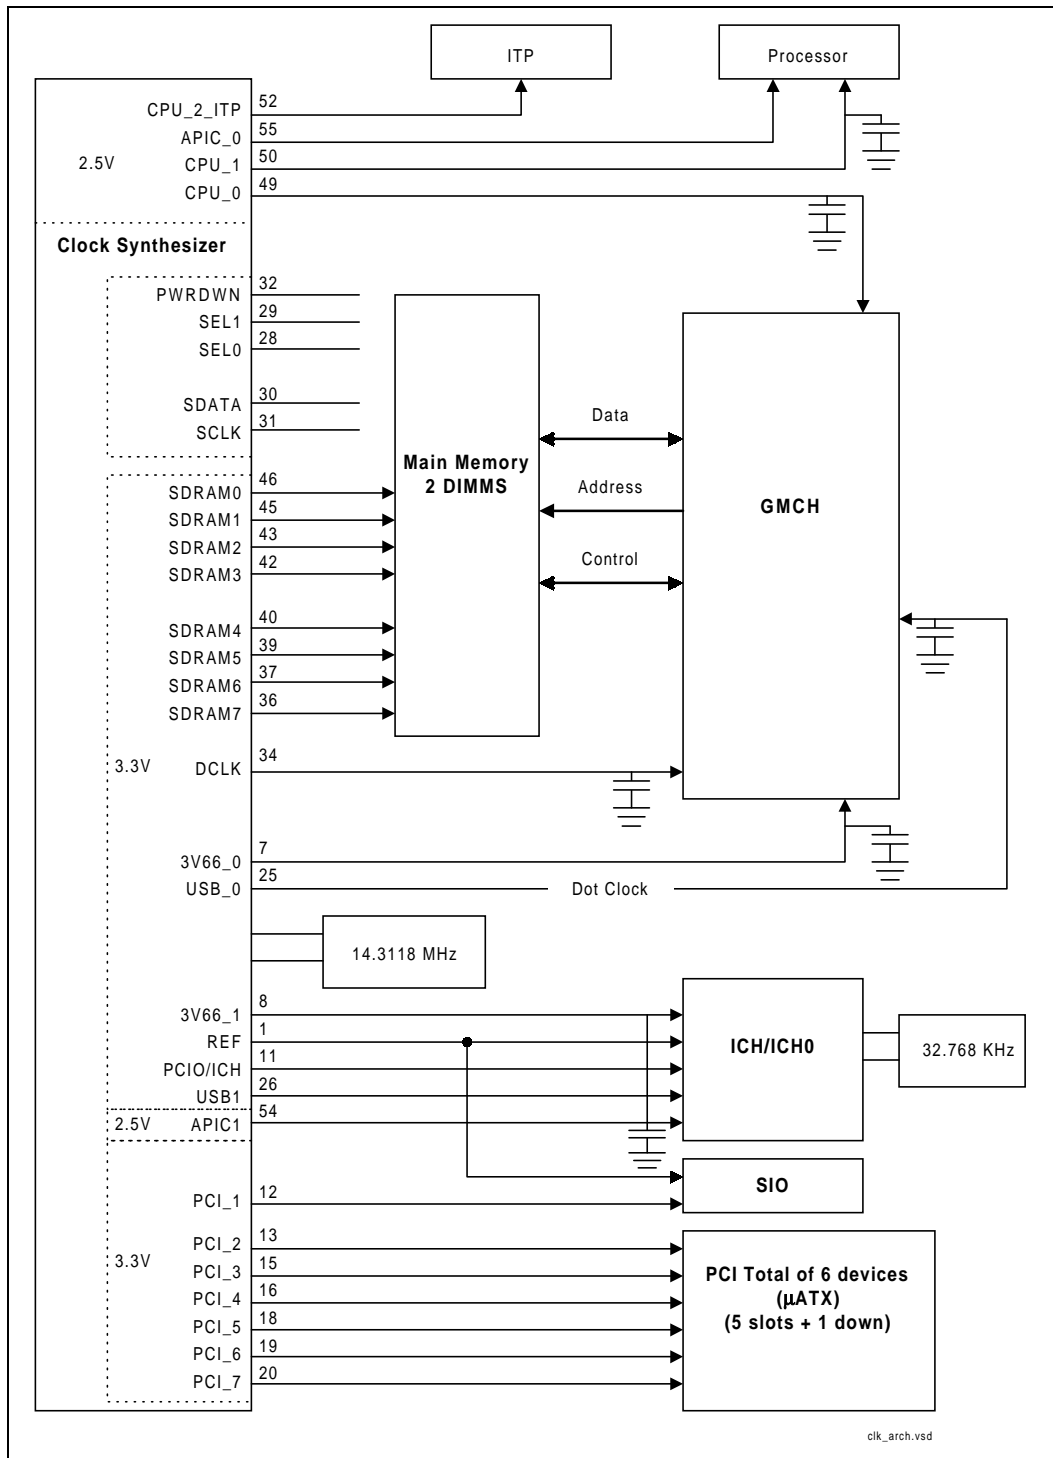 ITP
Processor
CPU_2_ITP 52
APIC_0 55
2.5V
CPU_1 50
CPU_0 49
Clock Synthesizer
PWRDWN 32
SEL1 29
SEL0 28
SDATA 30
SCLK 31
Main Memory
2 DIMMS
Data
Address
Control
GMCH
SDRAM0 46
SDRAM1 45
SDRAM2 43
SDRAM3 42
SDRAM4 40
SDRAM5 39
SDRAM6 37
SDRAM7 36
3.3V
DCLK 34
3V66_0 7
USB_0 25
Dot Clock
14.3118 MHz
3V66_1 8
REF 1
PCIO/ICH 11
USB1 26
2.5V
APIC1 54
ICH/ICH0
32.768 KHz
SIO
PCI_1 12
3.3V
PCI_2 13
PCI_3 15
PCI_4 16
PCI_5 18
PCI_6 19
PCI_7 20
PCI Total of 6 devices
(µATX)
(5 slots + 1 down)
clk_arch.vsd